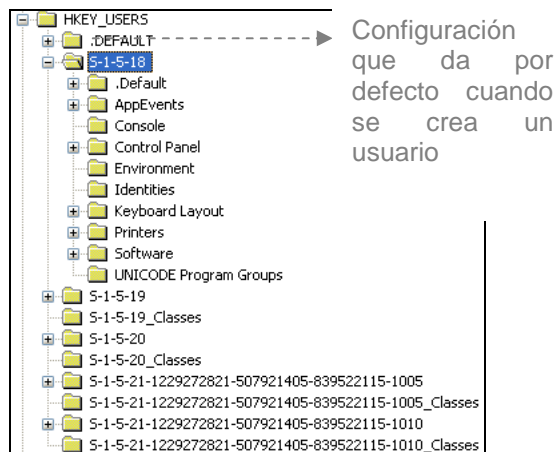 HKEY_USERS
.DEFAULT
S-1-5-18
.Default
AppEvents
Console
Control Panel
Environment
Identities
Keyboard Layout
Printers
Software
UNICODE Program Groups
S-1-5-19
S-1-5-19_Classes
S-1-5-20
S-1-5-20_Classes
S-1-5-21-1229272821-507921405-839522115-1005
S-1-5-21-1229272821-507921405-839522115-1005_Classes
S-1-5-21-1229272821-507921405-839522115-1010
S-1-5-21-1229272821-507921405-839522115-1010_Classes
Configuración
que da por
defecto cuando
se crea un
usuario